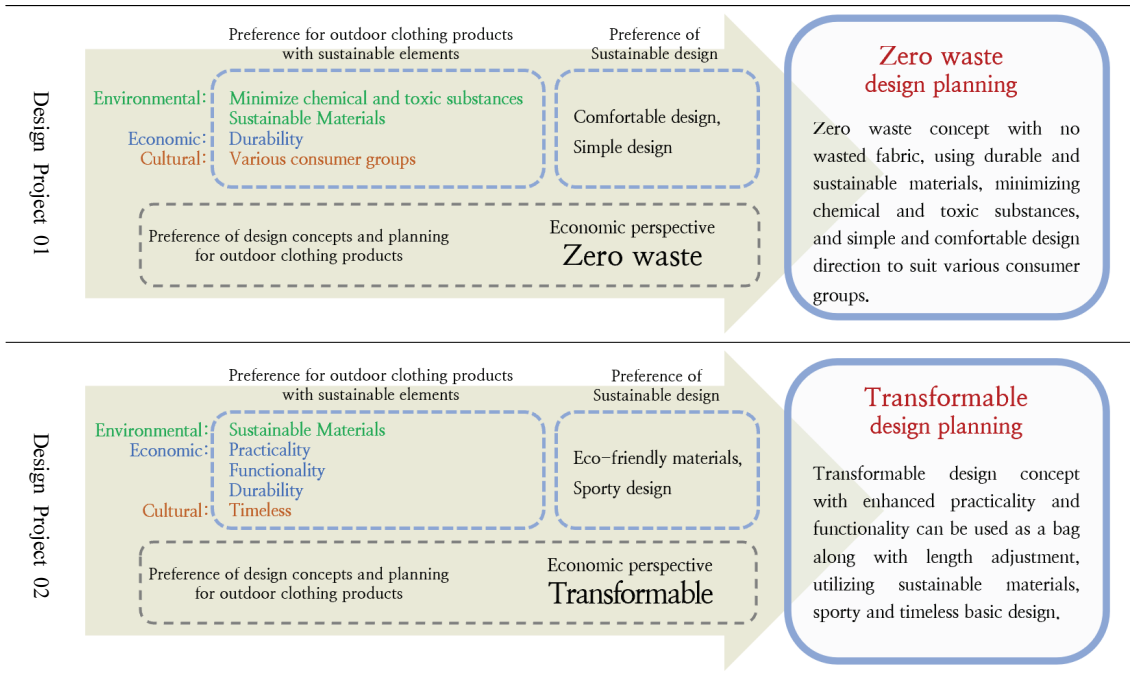 Design Project 01
Preference for outdoor clothing products
with sustainable elements
Environmental: Minimize chemical and toxic substances
Sustainable Materials
Economic: Durability
Cultural: Various consumer groups
Preference of
Sustainable design
Comfortable design,
Simple design
Preference of design concepts and planning
for outdoor clothing products
Economic perspective
Zero waste
Zero waste
design planning
Zero waste concept with no
wasted fabric, using durable and
sustainable materials, minimizing
chemical and toxic substances,
and simple and comfortable design
direction to suit various consumer
groups.
Design Project 02
Preference for outdoor clothing products
with sustainable elements
Environmental: Sustainable Materials
Economic: Practicality
Functionality
Durability
Cultural: Timeless
Preference of
Sustainable design
Eco-friendly materials,
Sporty design
Preference of design concepts and planning
for outdoor clothing products
Economic perspective
Transformable
Transformable
design planning
Transformable design concept
with enhanced practicality and
functionality can be used as a bag
along with length adjustment,
utilizing sustainable materials,
sporty and timeless basic design.